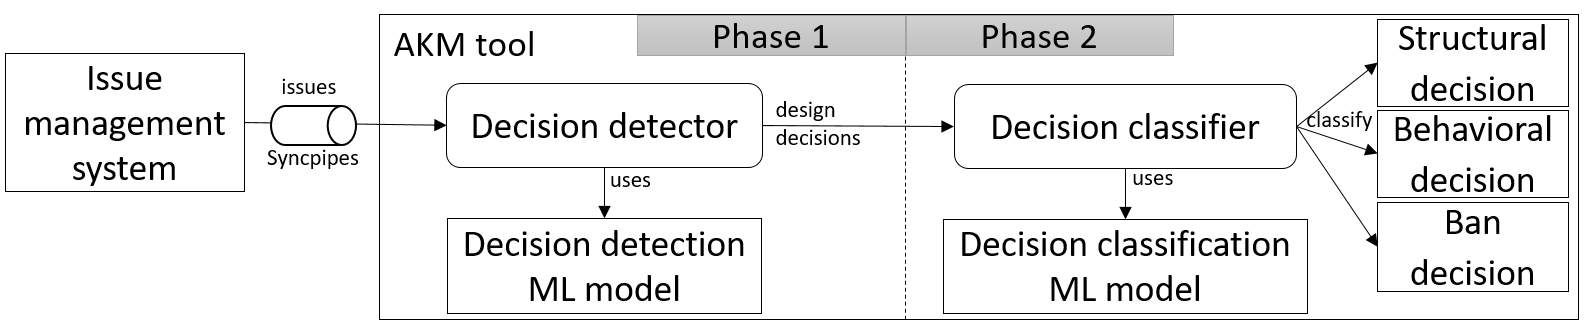 Issue
management
system
issues
Syncpipes
AKM tool
Phase 1
Phase 2
Decision detector
uses
Decision detection
ML model
design
decisions
Decision classifier
uses
Decision classification
ML model
classify
Structural
decision
Behavioral
decision
Ban
decision